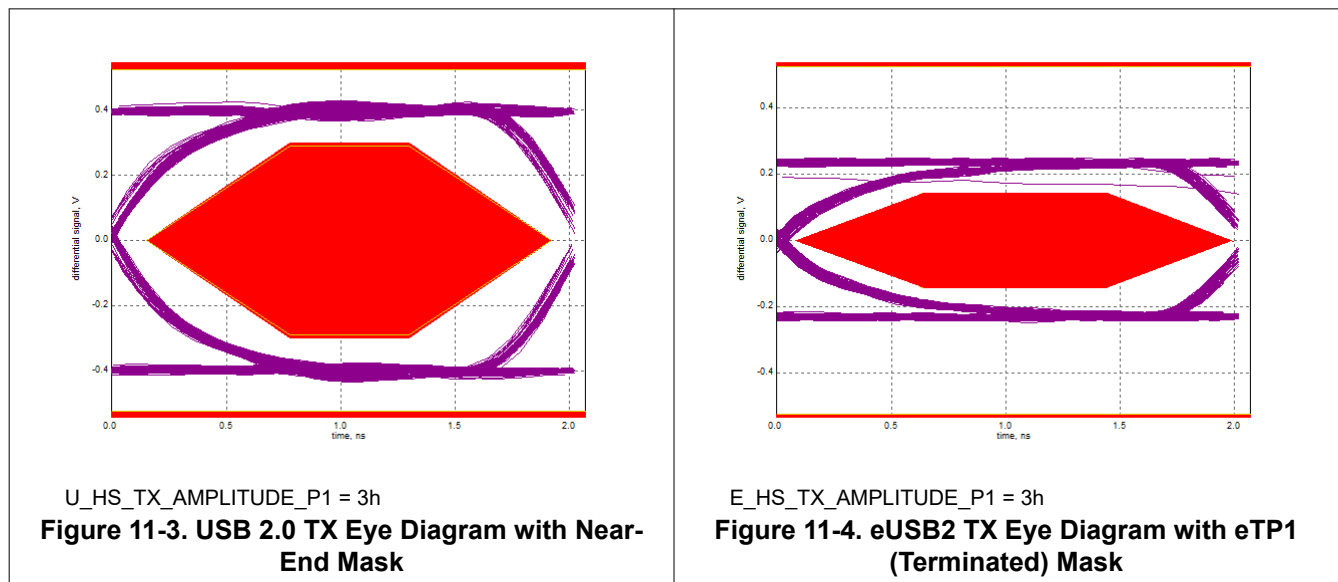 0.4
0.2
0.0
-0.2
-0.4
differential signal, V
0.0
0.5
1.0
1.5
2.0
time, ns
U_HS_TX_AMPLITUDE_P1 = 3h
Figure 11-3. USB 2.0 TX Eye Diagram with Near-
End Mask
0.4
0.2
0.0
-0.2
-0.4
differential signal, V
0.0
0.5
1.0
1.5
2.0
time, ns
E_HS_TX_AMPLITUDE_P1 = 3h
Figure 11-4. eUSB2 TX Eye Diagram with eTP1
(Terminated) Mask